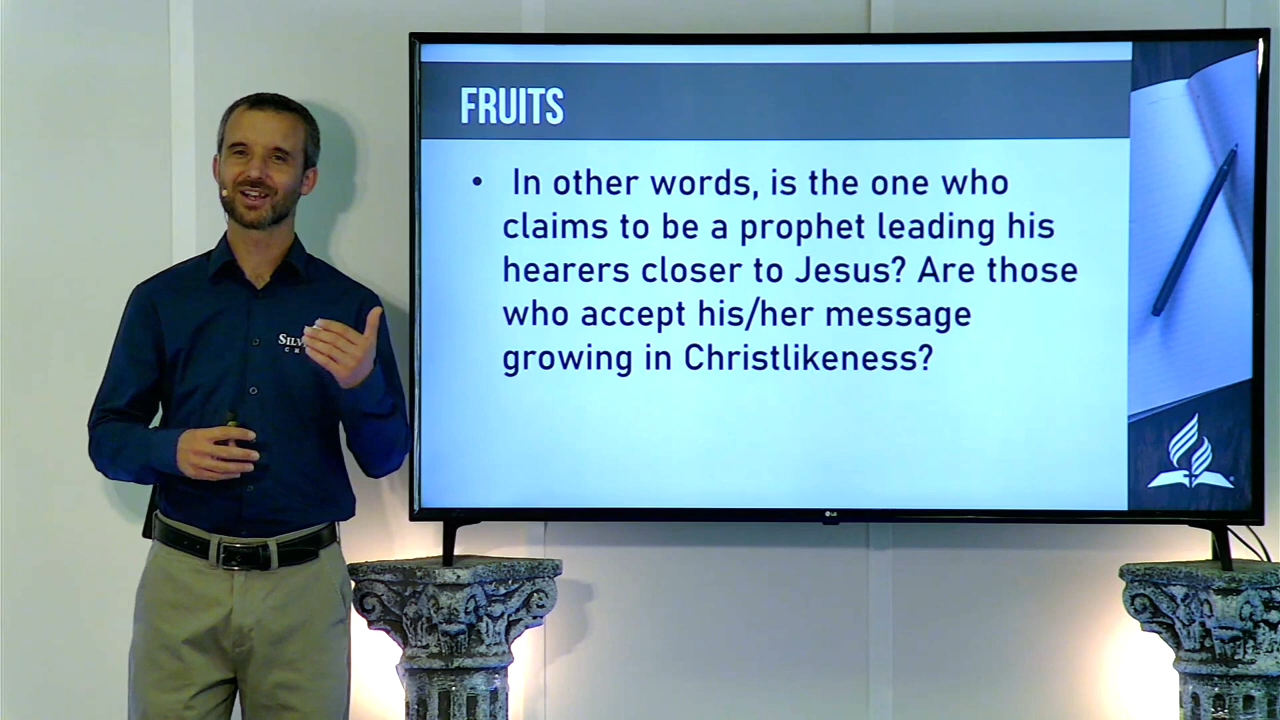 FRUITS
• In other words, is the one who
claims to be a prophet leading his
hearers closer to Jesus? Are those
who accept his/her message
growing in Christlikeness?
LG